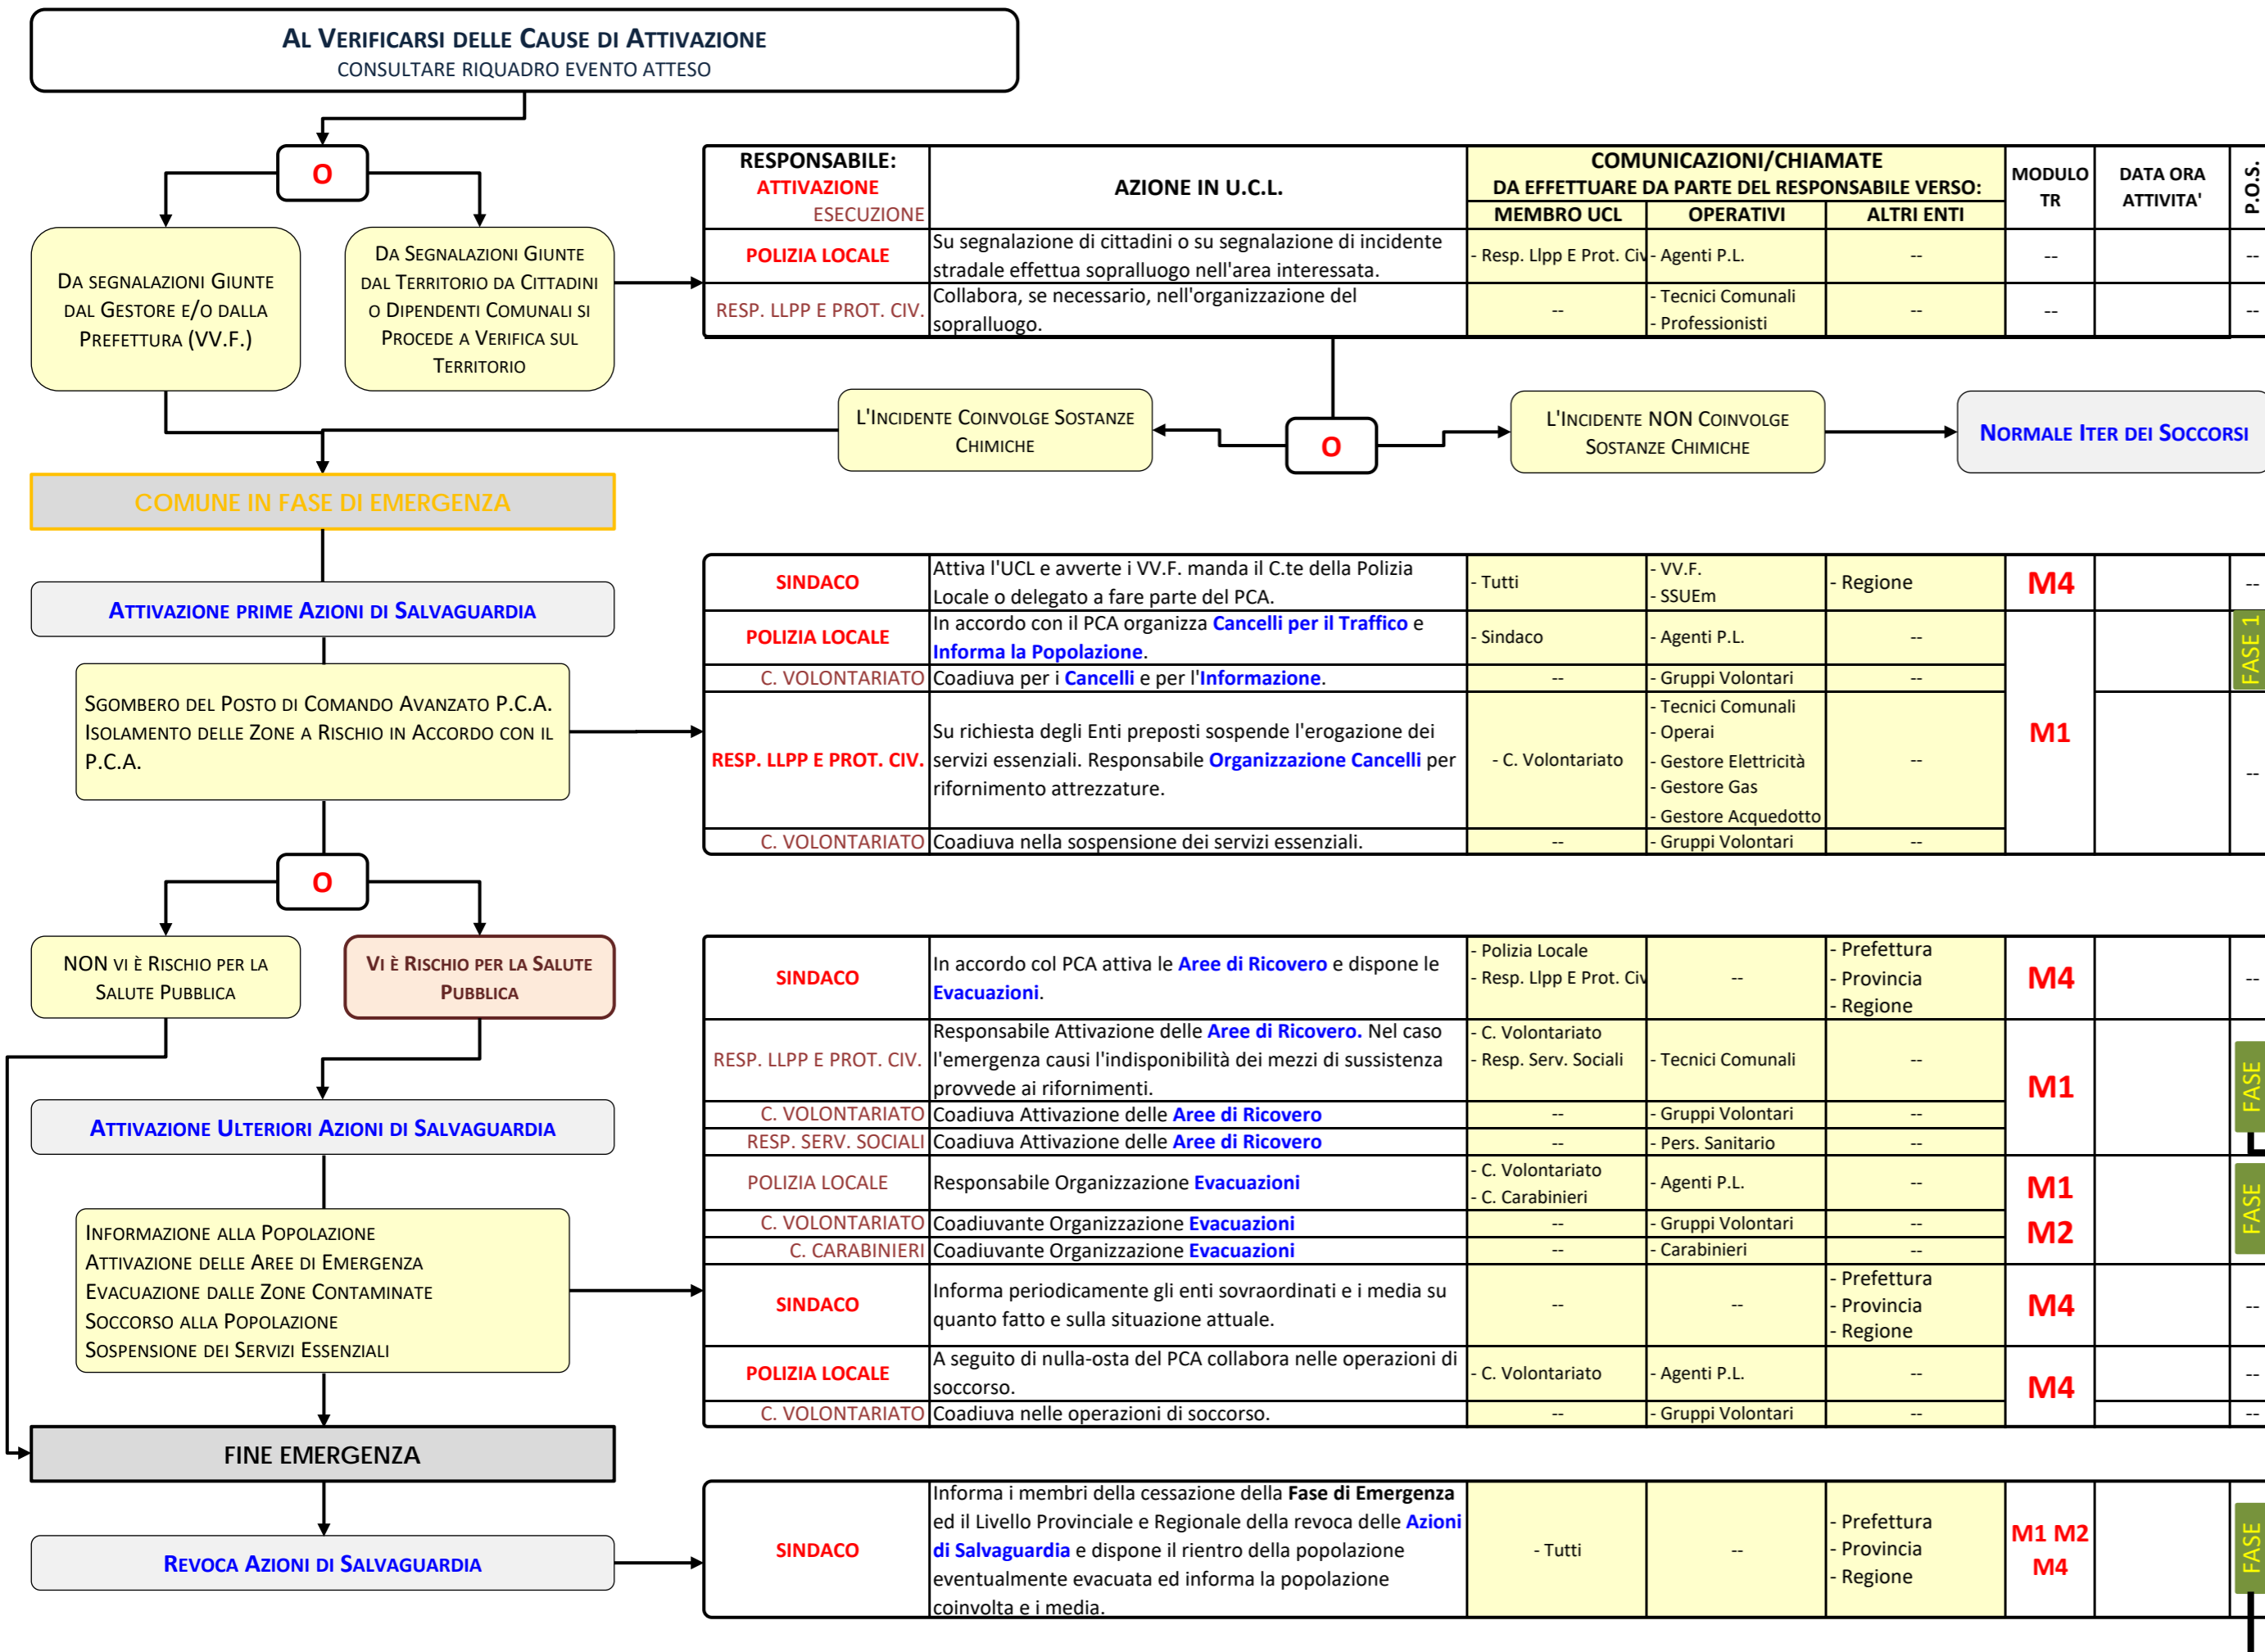 AL VERIFICARSI DELLE CAUSE DI ATTIVAZIONE
CONSULTARE RIQUADRO EVENTO ATTESO
O
DA SEGNALAZIONI GIUNTE
DAL GESTORE E/O DALLA
PREFETTURA (VV.F.)
DA SEGNALAZIONI GIUNTE
DAL TERRITORIO DA CITTADINI
O DIPENDENTI COMUNALI SI
PROCEDE A VERIFICA SUL
TERRITORIO
RESPONSABILE:
ATTIVAZIONE
ESECUZIONE
AZIONE IN U.C.L.
COMUNICAZIONI/CHIAMATE
DA EFFETTUARE DA PARTE DEL RESPONSABILE VERSO:
MEMBRO UCL
OPERATIVI
ALTRI ENTI
MODULO
TR
DATA ORA
ATTIVITA'
P.O.S.
POLIZIA LOCALE
Su segnalazione di cittadini o su segnalazione di incidente
stradale effettua sopralluogo nell'area interessata.
- Resp. Llpp E Prot. Civ
- Agenti P.L.
--
--
--
RESP. LLPP E PROT. CIV.
Collabora, se necessario, nell'organizzazione del
sopralluogo.
--
- Tecnici Comunali
- Professionisti
--
--
--
L'INCIDENTE COINVOLGE SOSTANZE
CHIMICHE
O
L'INCIDENTE NON COINVOLGE
SOSTANZE CHIMICHE
NORMALE ITER DEI SOCCORSI
COMUNE IN FASE DI EMERGENZA
ATTIVAZIONE PRIME AZIONI DI SALVAGUARDIA
SGOMBERO DEL POSTO DI COMANDO AVANZATO P.C.A.
ISOLAMENTO DELLE ZONE A RISCHIO IN ACCORDO CON IL
P.C.A.
SINDACO
Attiva l'UCL e avverte i VV.F. manda il C.te della Polizia
Locale o delegato a fare parte del PCA.
- Tutti
- VV.F.
- SSUEm
- Regione
M4
--
POLIZIA LOCALE
In accordo con il PCA organizza Cancelli per il Traffico e
Informa la Popolazione.
- Sindaco
- Agenti P.L.
--
M1
FASE 1
C. VOLONTARIATO
Coadiuva per i Cancelli e per l'Informazione.
--
- Gruppi Volontari
--
RESP. LLPP E PROT. CIV.
Su richiesta degli Enti preposti sospende l'erogazione dei
servizi essenziali. Responsabile Organizzazione Cancelli per
rifornimento attrezzature.
- C. Volontariato
- Tecnici Comunali
- Operai
- Gestore Elettricità
- Gestore Gas
- Gestore Acquedotto
--
--
C. VOLONTARIATO
Coadiuva nella sospensione dei servizi essenziali.
--
- Gruppi Volontari
--
O
NON VI È RISCHIO PER LA
SALUTE PUBBLICA
VI È RISCHIO PER LA SALUTE
PUBBLICA
ATTIVAZIONE ULTERIORI AZIONI DI SALVAGUARDIA
INFORMAZIONE ALLA POPOLAZIONE
ATTIVAZIONE DELLE AREE DI EMERGENZA
EVACUAZIONE DALLE ZONE CONTAMINATE
SOCCORSO ALLA POPOLAZIONE
SOSPENSIONE DEI SERVIZI ESSENZIALI
SINDACO
In accordo col PCA attiva le Aree di Ricovero e dispone le
Evacuazioni.
- Polizia Locale
- Resp. Llpp E Prot. Civ
--
- Prefettura
- Provincia
- Regione
M4
--
RESP. LLPP E PROT. CIV.
Responsabile Attivazione delle Aree di Ricovero. Nel caso
l'emergenza causi l'indisponibilità dei mezzi di sussistenza
provvede ai rifornimenti.
- C. Volontariato
- Resp. Serv. Sociali
- Tecnici Comunali
--
M1
FASE
C. VOLONTARIATO
Coadiuva Attivazione delle Aree di Ricovero
--
- Gruppi Volontari
--
RESP. SERV. SOCIALI
Coadiuva Attivazione delle Aree di Ricovero
--
- Pers. Sanitario
--
POLIZIA LOCALE
Responsabile Organizzazione Evacuazioni
- C. Volontariato
- C. Carabinieri
- Agenti P.L.
--
M1
M2
FASE
C. VOLONTARIATO
Coadiuvante Organizzazione Evacuazioni
--
- Gruppi Volontari
--
C. CARABINIERI
Coadiuvante Organizzazione Evacuazioni
--
- Carabinieri
--
SINDACO
Informa periodicamente gli enti sovraordinati e i media su
quanto fatto e sulla situazione attuale.
--
--
- Prefettura
- Provincia
- Regione
M4
--
POLIZIA LOCALE
A seguito di nulla-osta del PCA collabora nelle operazioni di
soccorso.
- C. Volontariato
- Agenti P.L.
--
M4
--
C. VOLONTARIATO
Coadiuva nelle operazioni di soccorso.
--
- Gruppi Volontari
--
--
FINE EMERGENZA
REVOCA AZIONI DI SALVAGUARDIA
SINDACO
Informa i membri della cessazione della Fase di Emergenza
ed il Livello Provinciale e Regionale della revoca delle Azioni
di Salvaguardia e dispone il rientro della popolazione
eventualmente evacuata ed informa la popolazione
coinvolta e i media.
- Tutti
--
- Prefettura
- Provincia
- Regione
M1 M2
M4
FASE